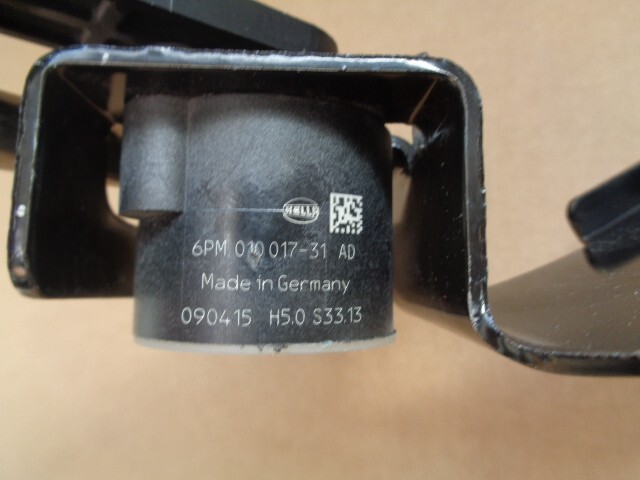 HELLA
6PM 010 017-31 AD
Made in Germany
090415 H5.0 S33.13